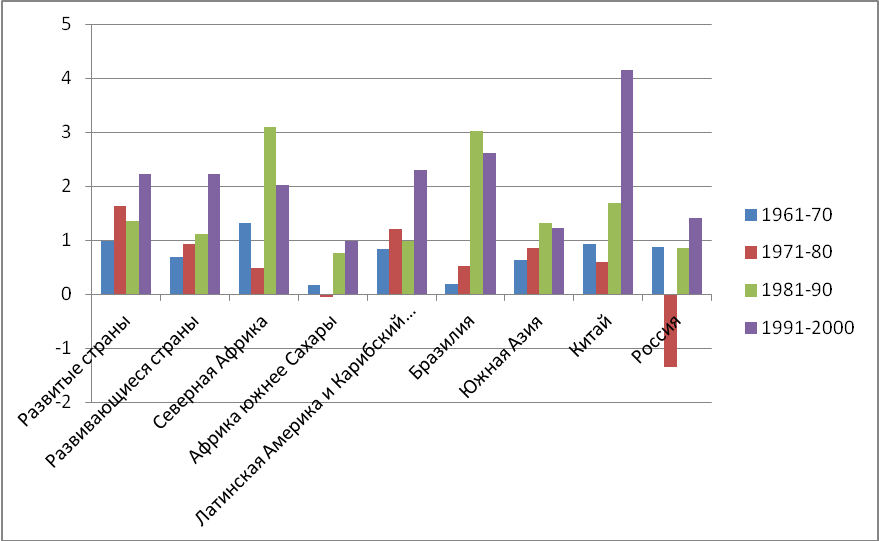 5
4
3
2
1
0
-1
-2
Развитые страны
Развивающиеся страны
Северная Африка
Африка южнее Сахары
Латинская Америка и Карибский…
Бразилия
Южная Азия
Китай
Россия
1961-70
1971-80
1981-90
1991-2000